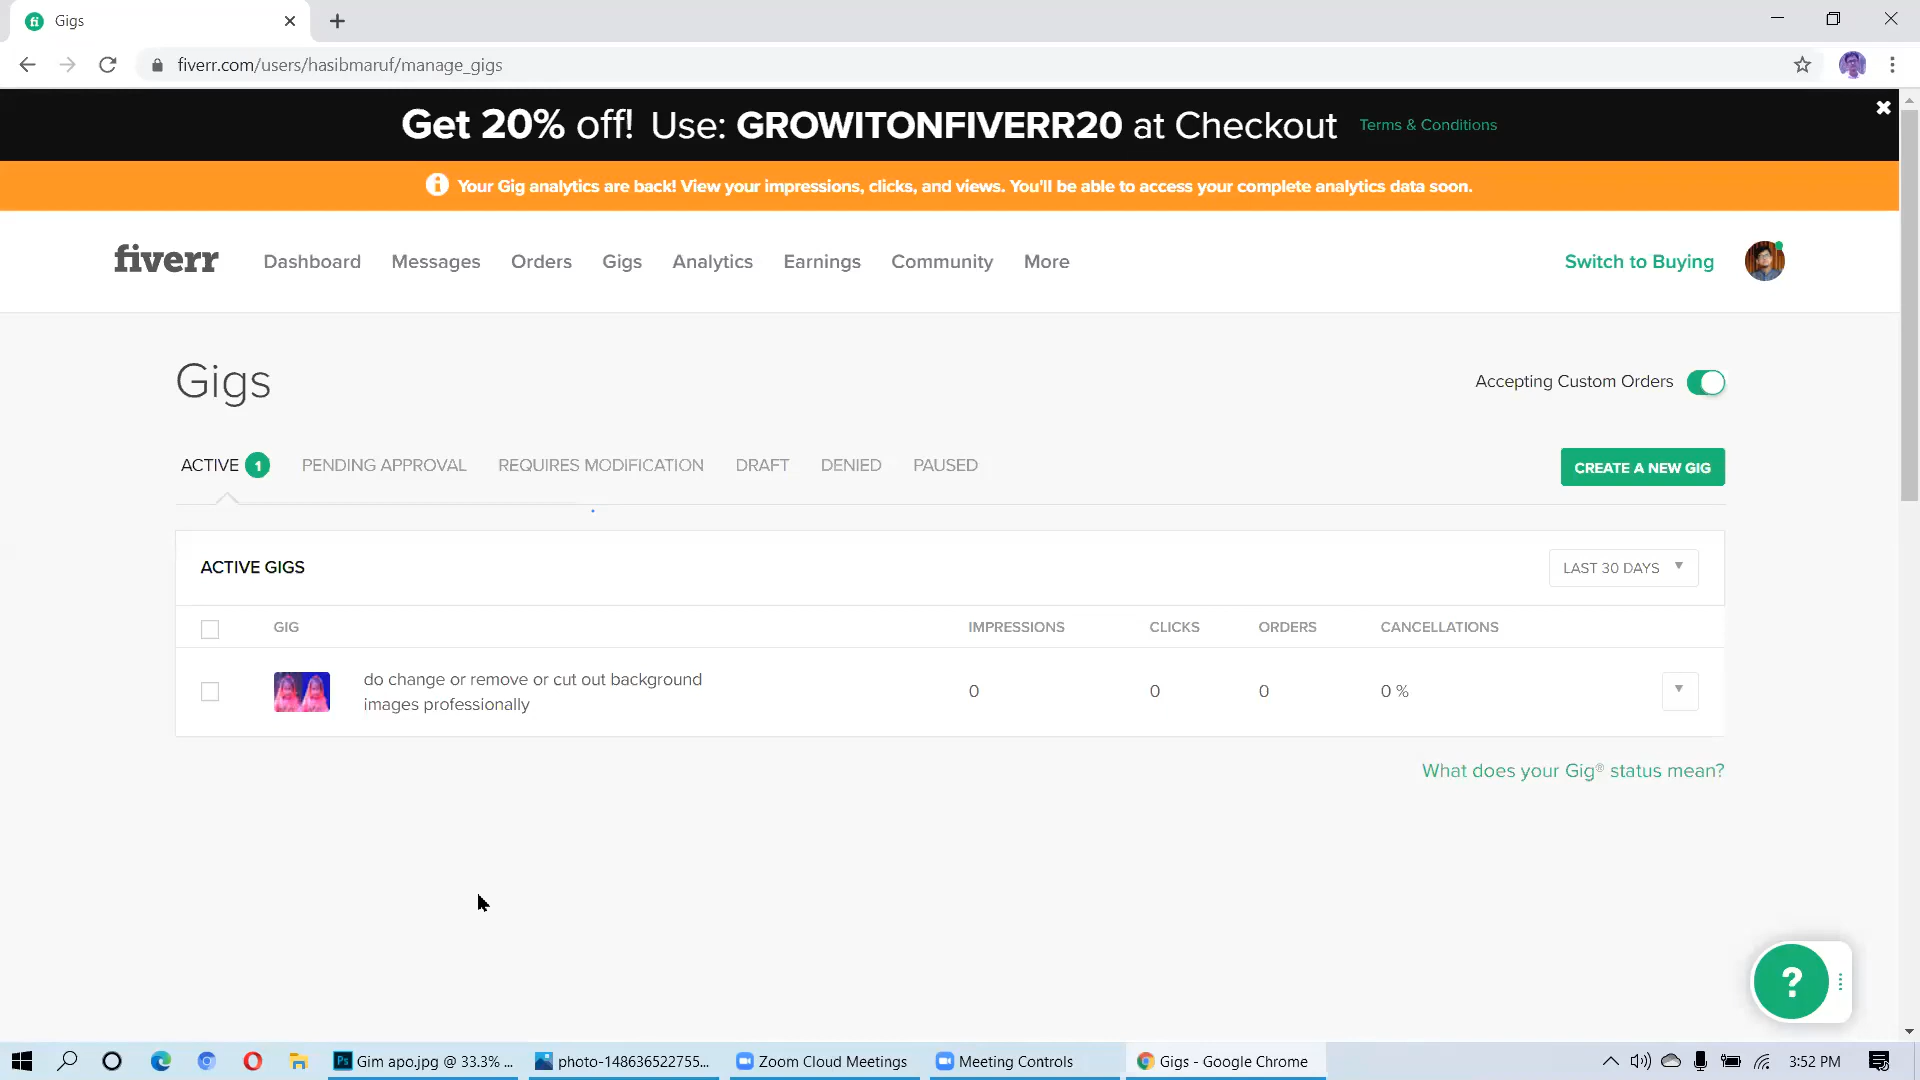 Gigs
fiverr.com/users/hasibmaruf/manage_gigs
Get 20% off! Use: GROWITONFIVERR20 at Checkout Terms & Conditions
Your Gig analytics are back! View your impressions, clicks, and views. You'll be able to access your complete analytics data soon.
fiverr Dashboard Messages Orders Gigs Analytics Earnings Community More Switch to Buying
Gigs Accepting Custom Orders
ACTIVE 1 PENDING APPROVAL REQUIRES MODIFICATION DRAFT DENIED PAUSED CREATE A NEW GIG
ACTIVE GIGS LAST 30 DAYS
GIG IMPRESSIONS CLICKS ORDERS CANCELLATIONS
do change or remove or cut out background
images professionally 0 0 0 0 %
What does your Gig® status mean?
?
Gim apo.jpg @ 33.3% ... photo-148636522755... Zoom Cloud Meetings Meeting Controls Gigs - Google Chrome 3:52 PM